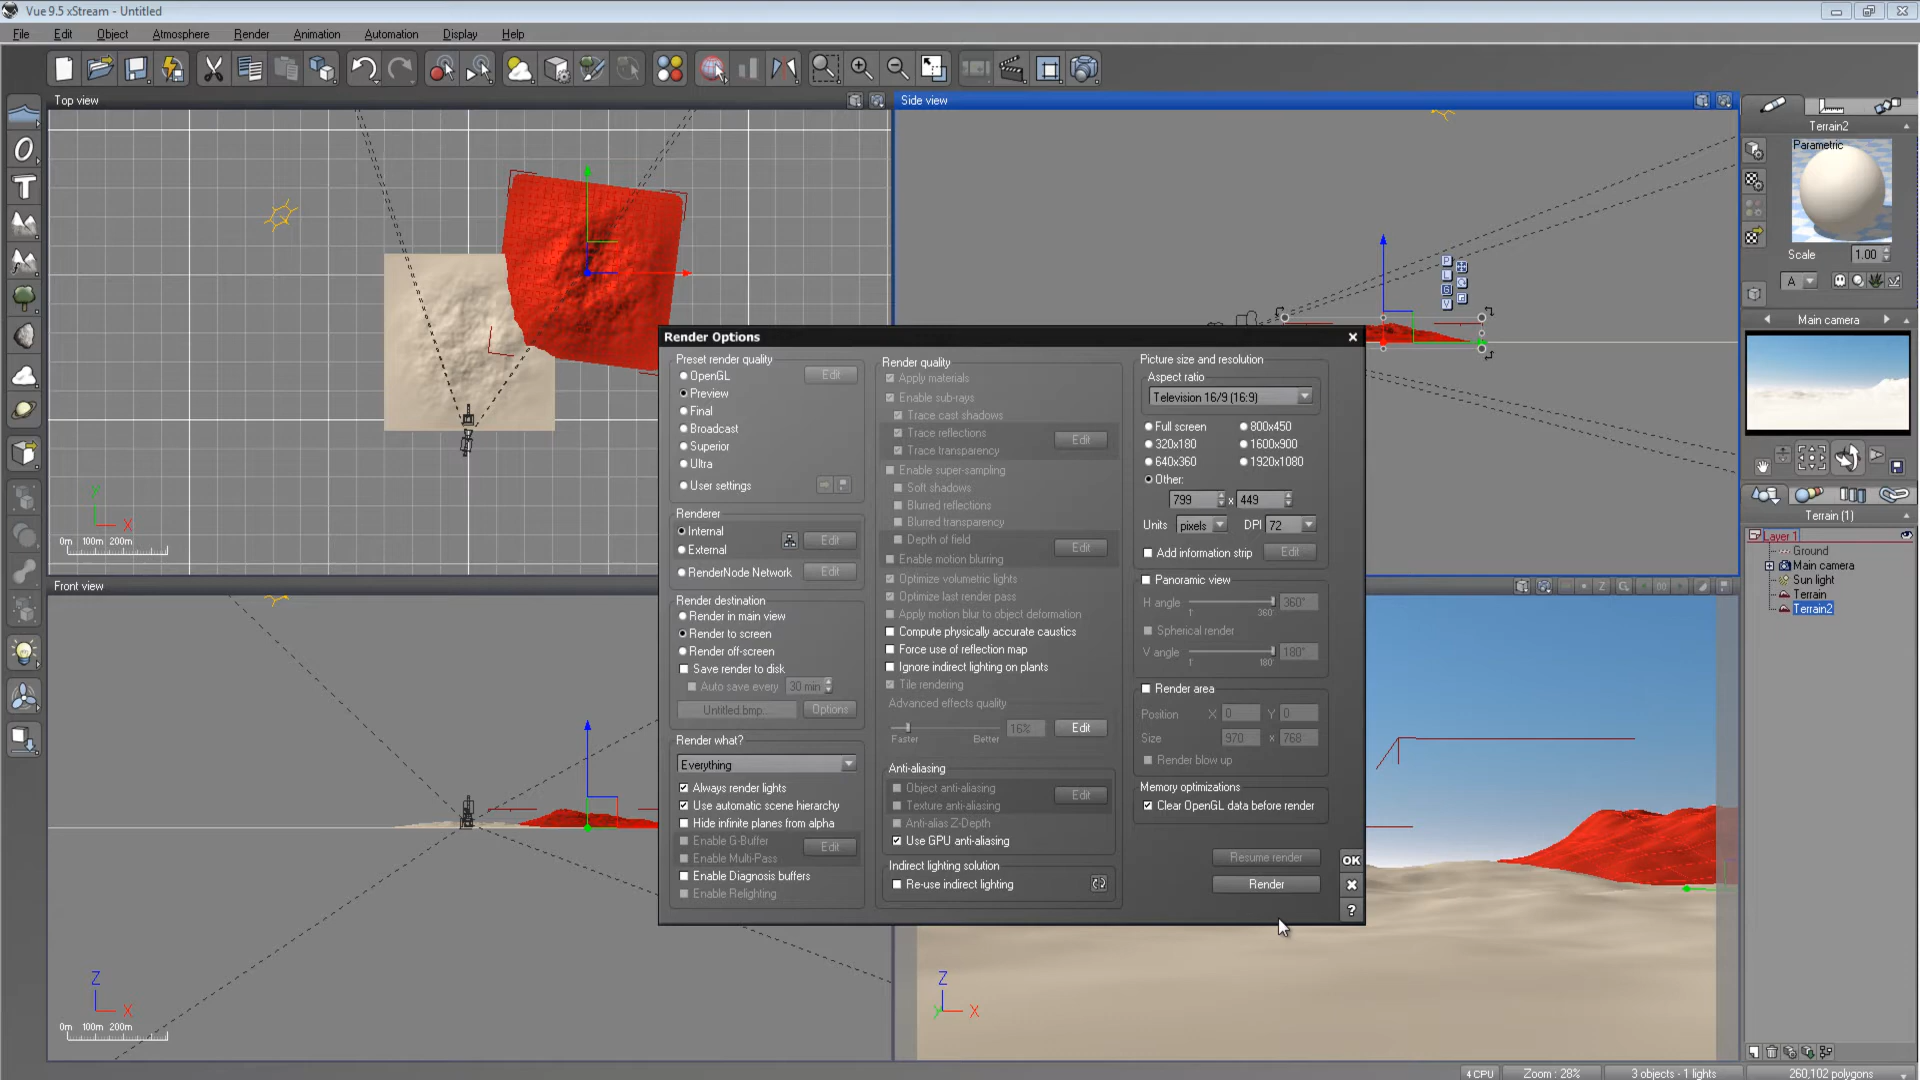 Vue 9.5 xStream - Untitled
File Edit Object Atmosphere Render Animation Automation Display Help
Top view
Side view
Terrain2
Parametric
Scale 1.00
A
Main camera
P
L
G
V
y
X
0m 100m 200m
Front view
Z
X
0m 100m 200m
Z
y X
Render Options
Preset render quality
OpenGL Edit
Preview
Final
Broadcast
Superior
Ultra
User settings
Renderer
Internal Edit
External
RenderNode Network Edit
Render destination
Render in main view
Render to screen
Render off-screen
Save render to disk
Auto save every 30 min
Untitled.bmp... Options
Render what?
Everything
Always render lights
Use automatic scene hierarchy
Hide infinite planes from alpha
Enable G-Buffer Edit
Enable Multi-Pass
Enable Diagnosis buffers
Enable Relighting
Render quality
Apply materials
Enable sub-rays
Trace cast shadows
Trace reflections Edit
Trace transparency
Enable super-sampling
Soft shadows
Blurred reflections
Blurred transparency
Depth of field Edit
Enable motion blurring
Optimize volumetric lights
Optimize last render pass
Apply motion blur to object deformation
Compute physically accurate caustics
Force use of reflection map
Ignore indirect lighting on plants
Tile rendering
Advanced effects quality
16% Edit
Faster Better
Anti-aliasing
Object anti-aliasing Edit
Texture anti-aliasing
Anti-alias Z-Depth
Use GPU anti-aliasing
Indirect lighting solution
Re-use indirect lighting
Picture size and resolution
Aspect ratio
Television 16/9 (16:9)
Full screen 800x450
320x180 1600x900
640x360 1920x1080
Other:
799 x 449
Units pixels DPI 72
Add information strip Edit
Panoramic view
H angle 360°
1° 360°
Spherical render
V angle 180°
1° 180°
Render area
Position X 0 Y 0
Size 970 x 768
Render blow up
Memory optimizations
Clear OpenGL data before render
Resume render
Render
OK
?
Terrain (1)
Layer 1
Ground
Main camera
Sun light
Terrain
Terrain2
4 CPU Zoom : 28% 3 objects - 1 lights 260,102 polygons